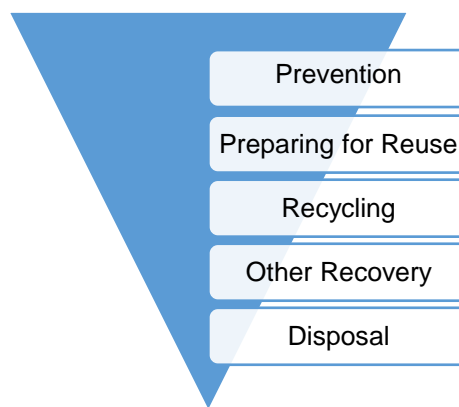 Prevention
Preparing for Reuse
Recycling
Other Recovery
Disposal